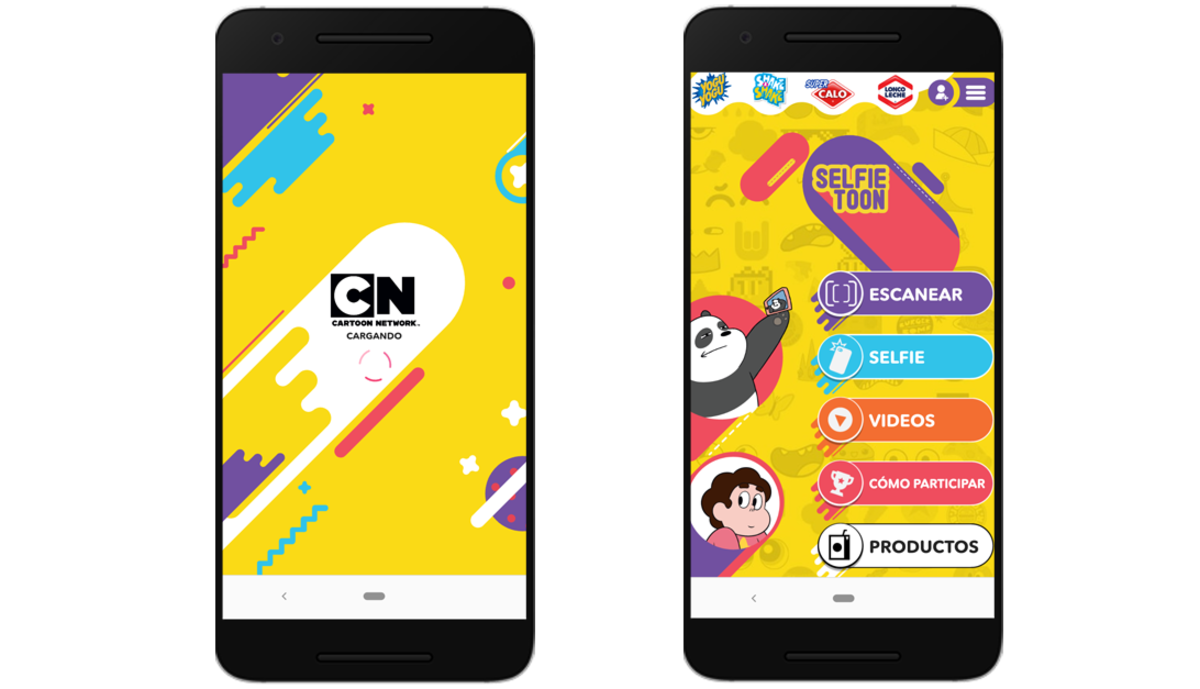 CN
CARTOON NETWORK™
CARGANDO
YOGU
YOGU
SHAKE
A
SHAKE
SUPER
CALO
LONCO
LECHE
SELFIE
TOON
ESCANEAR
SELFIE
VIDEOS
CÓMO PARTICIPAR
PRODUCTOS